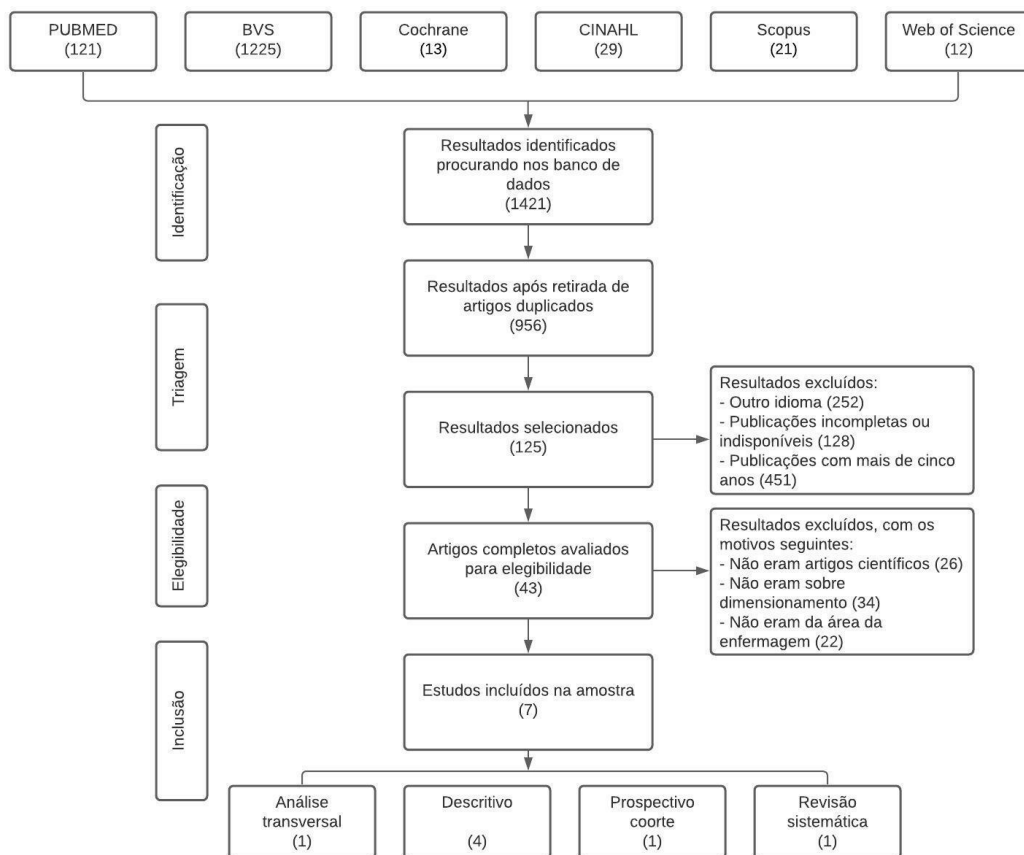 PUBMED
(121)
BVS
(1225)
Cochrane
(13)
CINAHL
(29)
Scopus
(21)
Web of Science
(12)
Identificação
Resultados identificados
procurando nos banco de
dados
(1421)
Resultados após retirada de
artigos duplicados
(956)
Triagem
Resultados selecionados
(125)
Resultados excluídos:
- Outro idioma (252)
- Publicações incompletas ou
indisponíveis (128)
- Publicações com mais de cinco
anos (451)
Elegibilidade
Artigos completos avaliados
para elegibilidade
(43)
Resultados excluídos, com os
motivos seguintes:
- Não eram artigos científicos (26)
- Não eram sobre
dimensionamento (34)
- Não eram da área da
enfermagem (22)
Inclusão
Estudos incluídos na amostra
(7)
Análise
transversal
(1)
Descritivo
(4)
Prospectivo
coorte
(1)
Revisão
sistemática
(1)